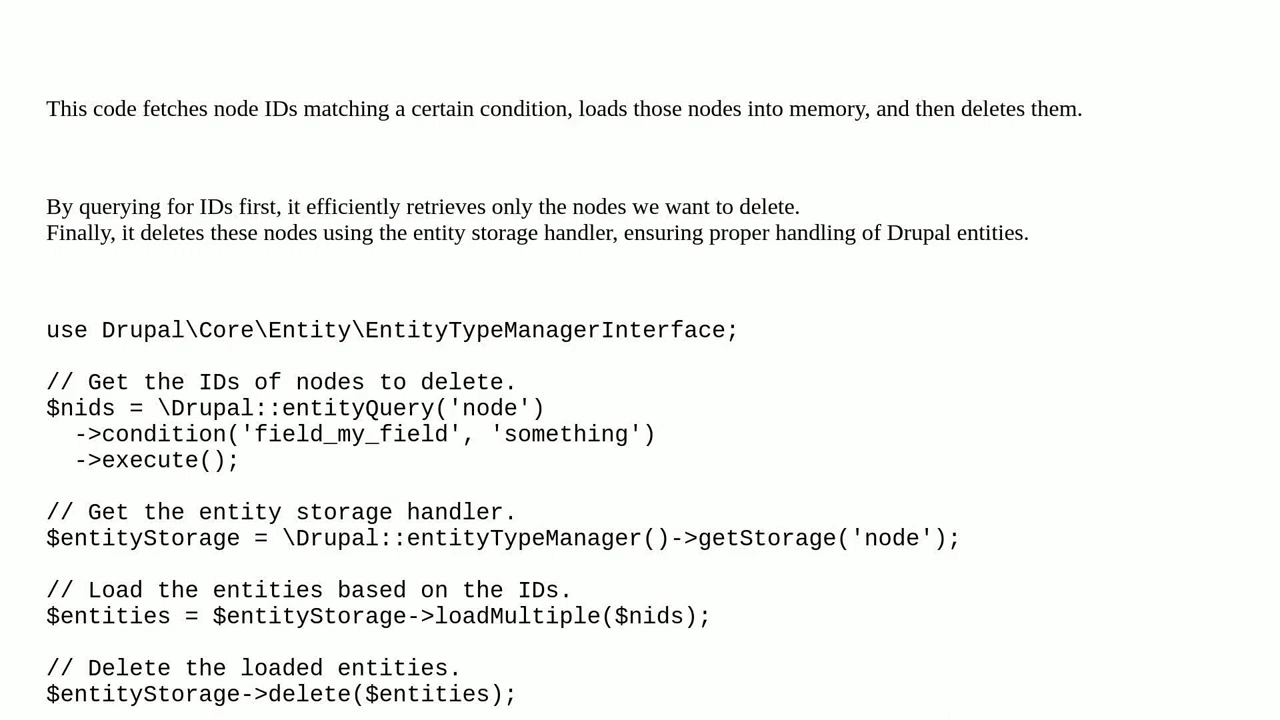 This code fetches node IDs matching a certain condition, loads those nodes into memory, and then deletes them.
By querying for IDs first, it efficiently retrieves only the nodes we want to delete.
Finally, it deletes these nodes using the entity storage handler, ensuring proper handling of Drupal entities.
use Drupal\Core\Entity\EntityTypeManagerInterface;
// Get the IDs of nodes to delete.
$nids = \Drupal::entityQuery('node')
  ->condition('field_my_field', 'something')
  ->execute();
// Get the entity storage handler.
$entityStorage = \Drupal::entityTypeManager()->getStorage('node');
// Load the entities based on the IDs.
$entities = $entityStorage->loadMultiple($nids);
// Delete the loaded entities.
$entityStorage->delete($entities);